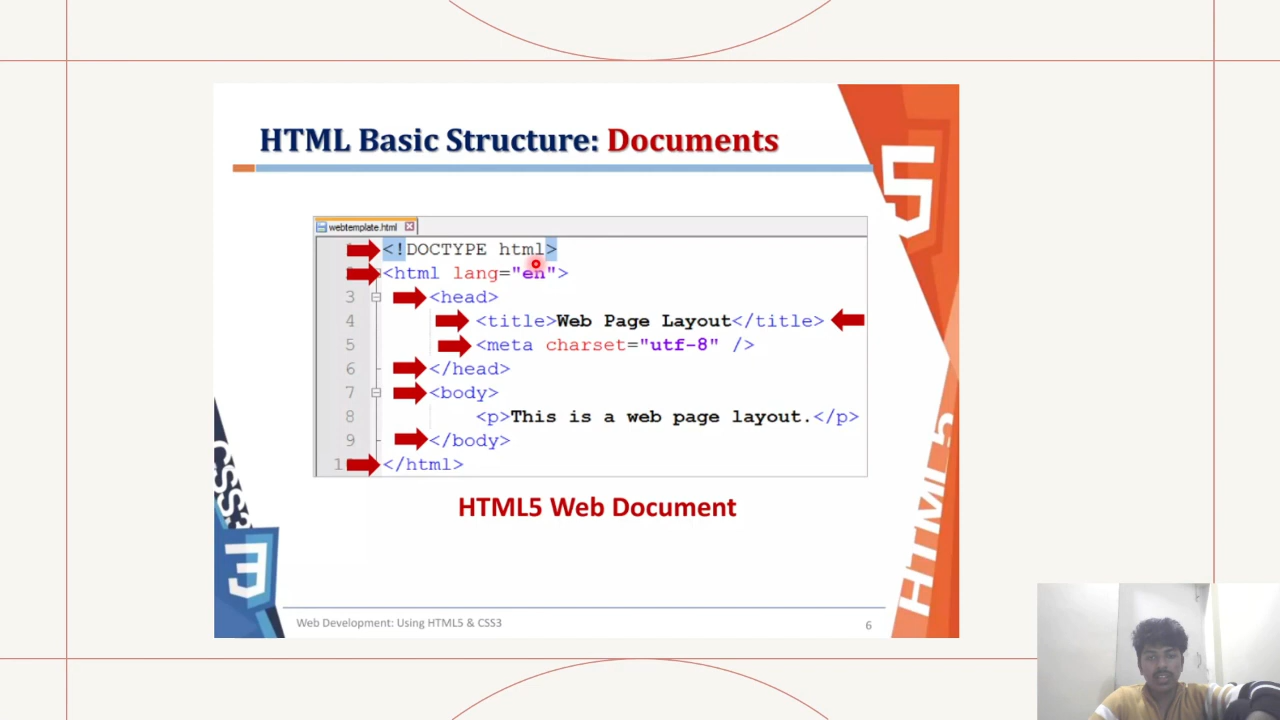 HTML Basic Structure: Documents
5
webtemplate.html
<!DOCTYPE html>
<html lang="en">
3 <head>
4 <title>Web Page Layout</title>
5 <meta charset="utf-8" />
6 </head>
7 <body>
8 <p>This is a web page layout.</p>
9 </body>
</html>
HTML5 Web Document
CSS3
3
HTML5
Web Development: Using HTML5 & CSS3
6